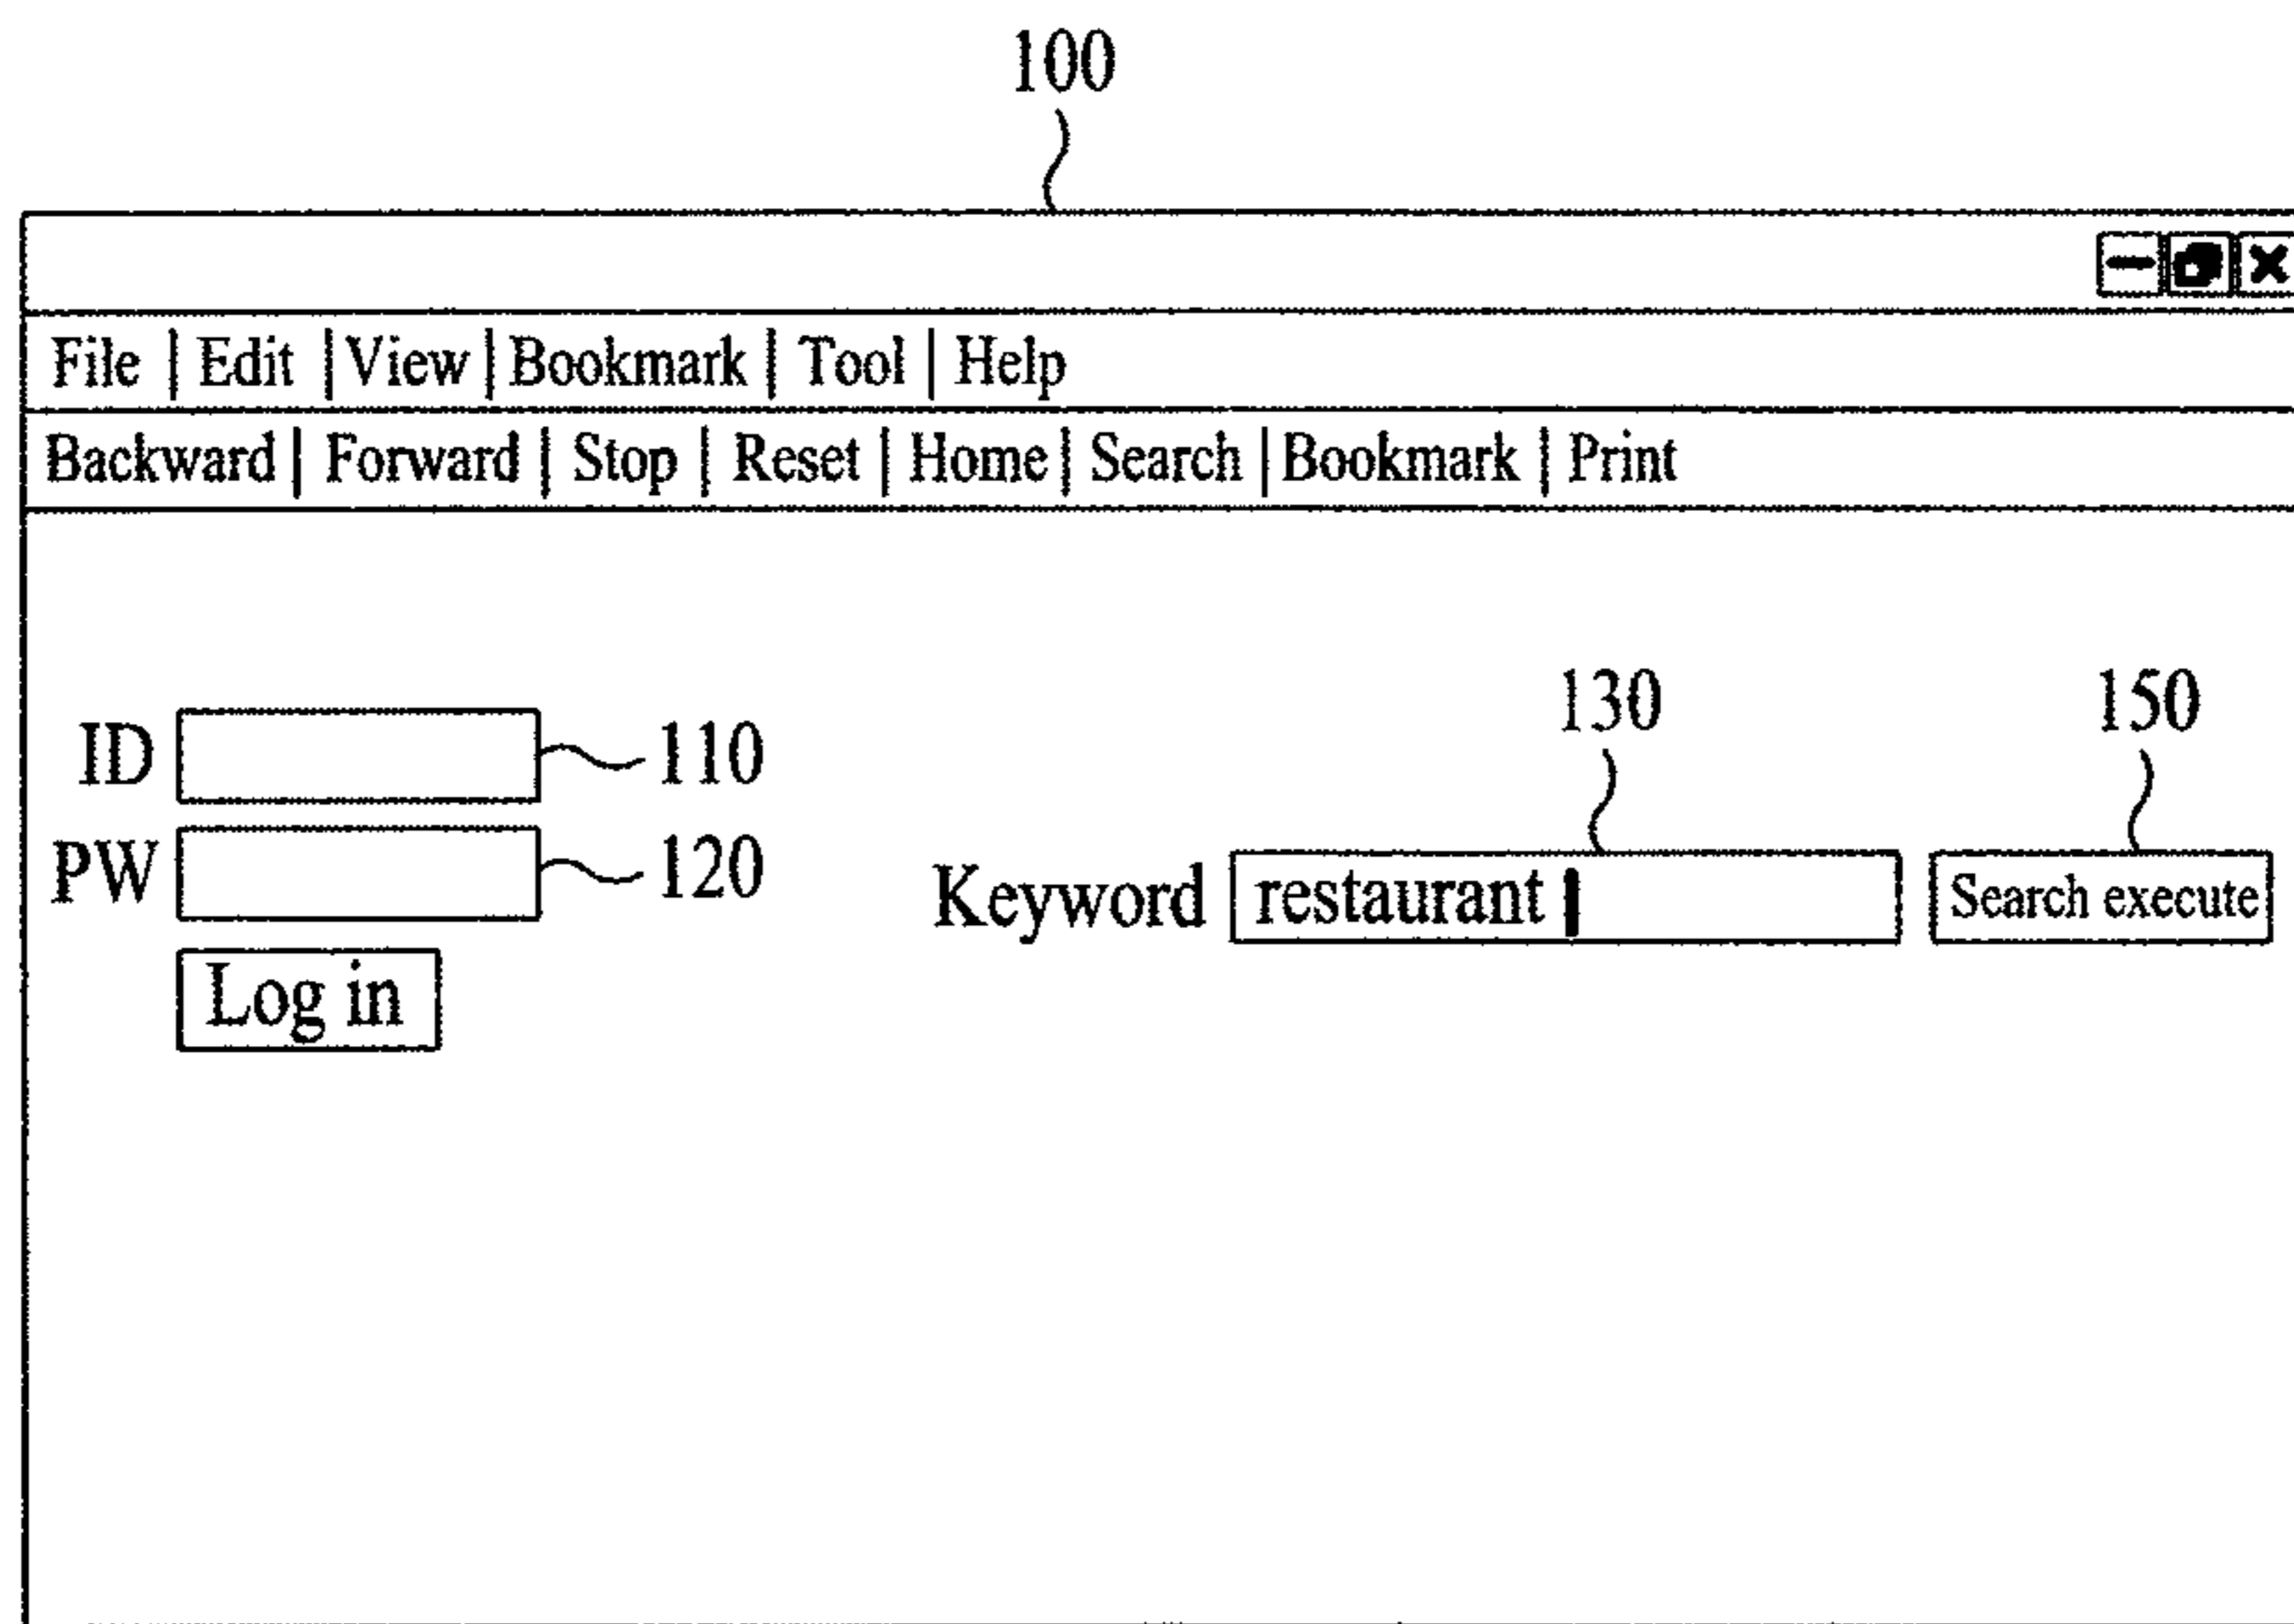 100
File | Edit | View | Bookmark | Tool | Help
Backward | Forward | Stop | Reset | Home | Search | Bookmark | Print
130 150
ID 110
PW 120
Keyword restaurant Search execute
Log in